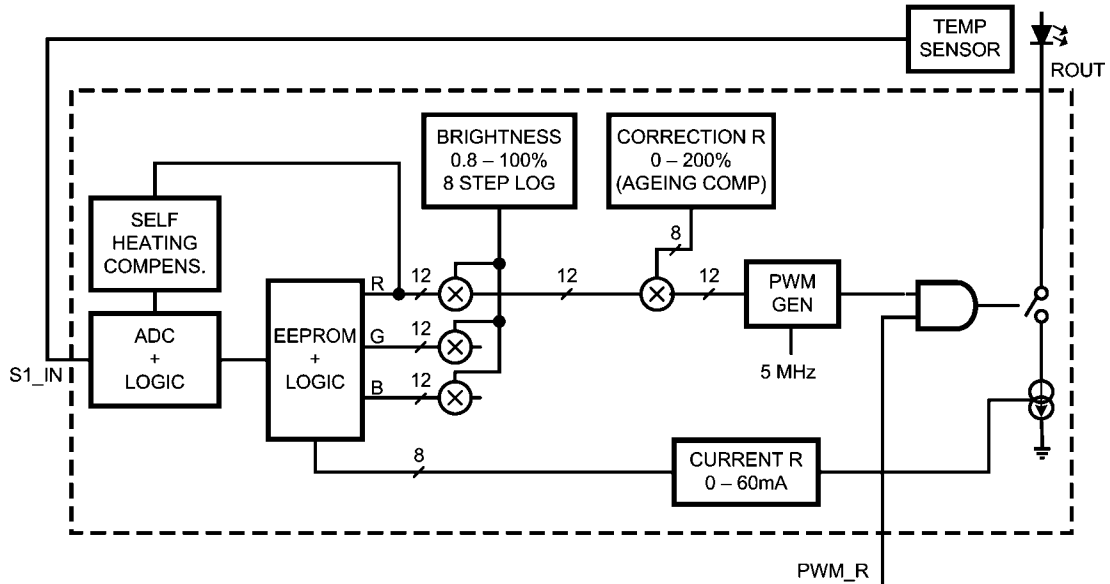 TEMP
SENSOR
ROUT
BRIGHTNESS
0.8 – 100%
8 STEP LOG
CORRECTION R
0 – 200%
(AGEING COMP)
SELF
HEATING
COMPENS.
8
R
12
12
12
PWM
GEN
EEPROM
+
LOGIC
ADC
+
LOGIC
G
12
S1_IN
B
12
5 MHz
8
CURRENT R
0 – 60mA
PWM_R